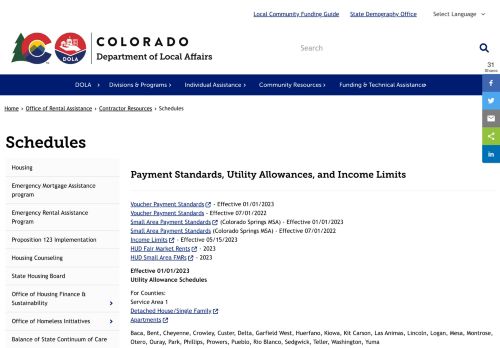 Local Community Funding Guide State Demography Office Select Language
COLORADO
Department of Local Affairs
CO
DOLA
Search
31
Shares
DOLA Divisions & Programs Individual Assistance Community Resources Funding & Technical Assistance
Home › Office of Rental Assistance › Contractor Resources › Schedules
Schedules
Housing
Emergency Mortgage Assistance
program
Emergency Rental Assistance
Program
Proposition 123 Implementation
Housing Counseling
State Housing Board
Office of Housing Finance &
Sustainability
Office of Homeless Initiatives
Balance of State Continuum of Care
Payment Standards, Utility Allowances, and Income Limits
Voucher Payment Standards - Effective 01/01/2023
Voucher Payment Standards - Effective 07/01/2022
Small Area Payment Standards (Colorado Springs MSA) - Effective 01/01/2023
Small Area Payment Standards (Colorado Springs MSA) - Effective 07/01/2022
Income Limits - Effective 05/15/2023
HUD Fair Market Rents - 2023
HUD Small Area FMRs - 2023
Effective 01/01/2023
Utility Allowance Schedules
For Counties:
Service Area 1
Detached House/Single Family
Apartments
Baca, Bent, Cheyenne, Crowley, Custer, Delta, Garfield West, Huerfano, Kiowa, Kit Carson, Las Animas, Lincoln, Logan, Mesa, Montrose,
Otero, Ouray, Park, Phillips, Prowers, Pueblo, Rio Blanco, Sedgwick, Teller, Washington, Yuma